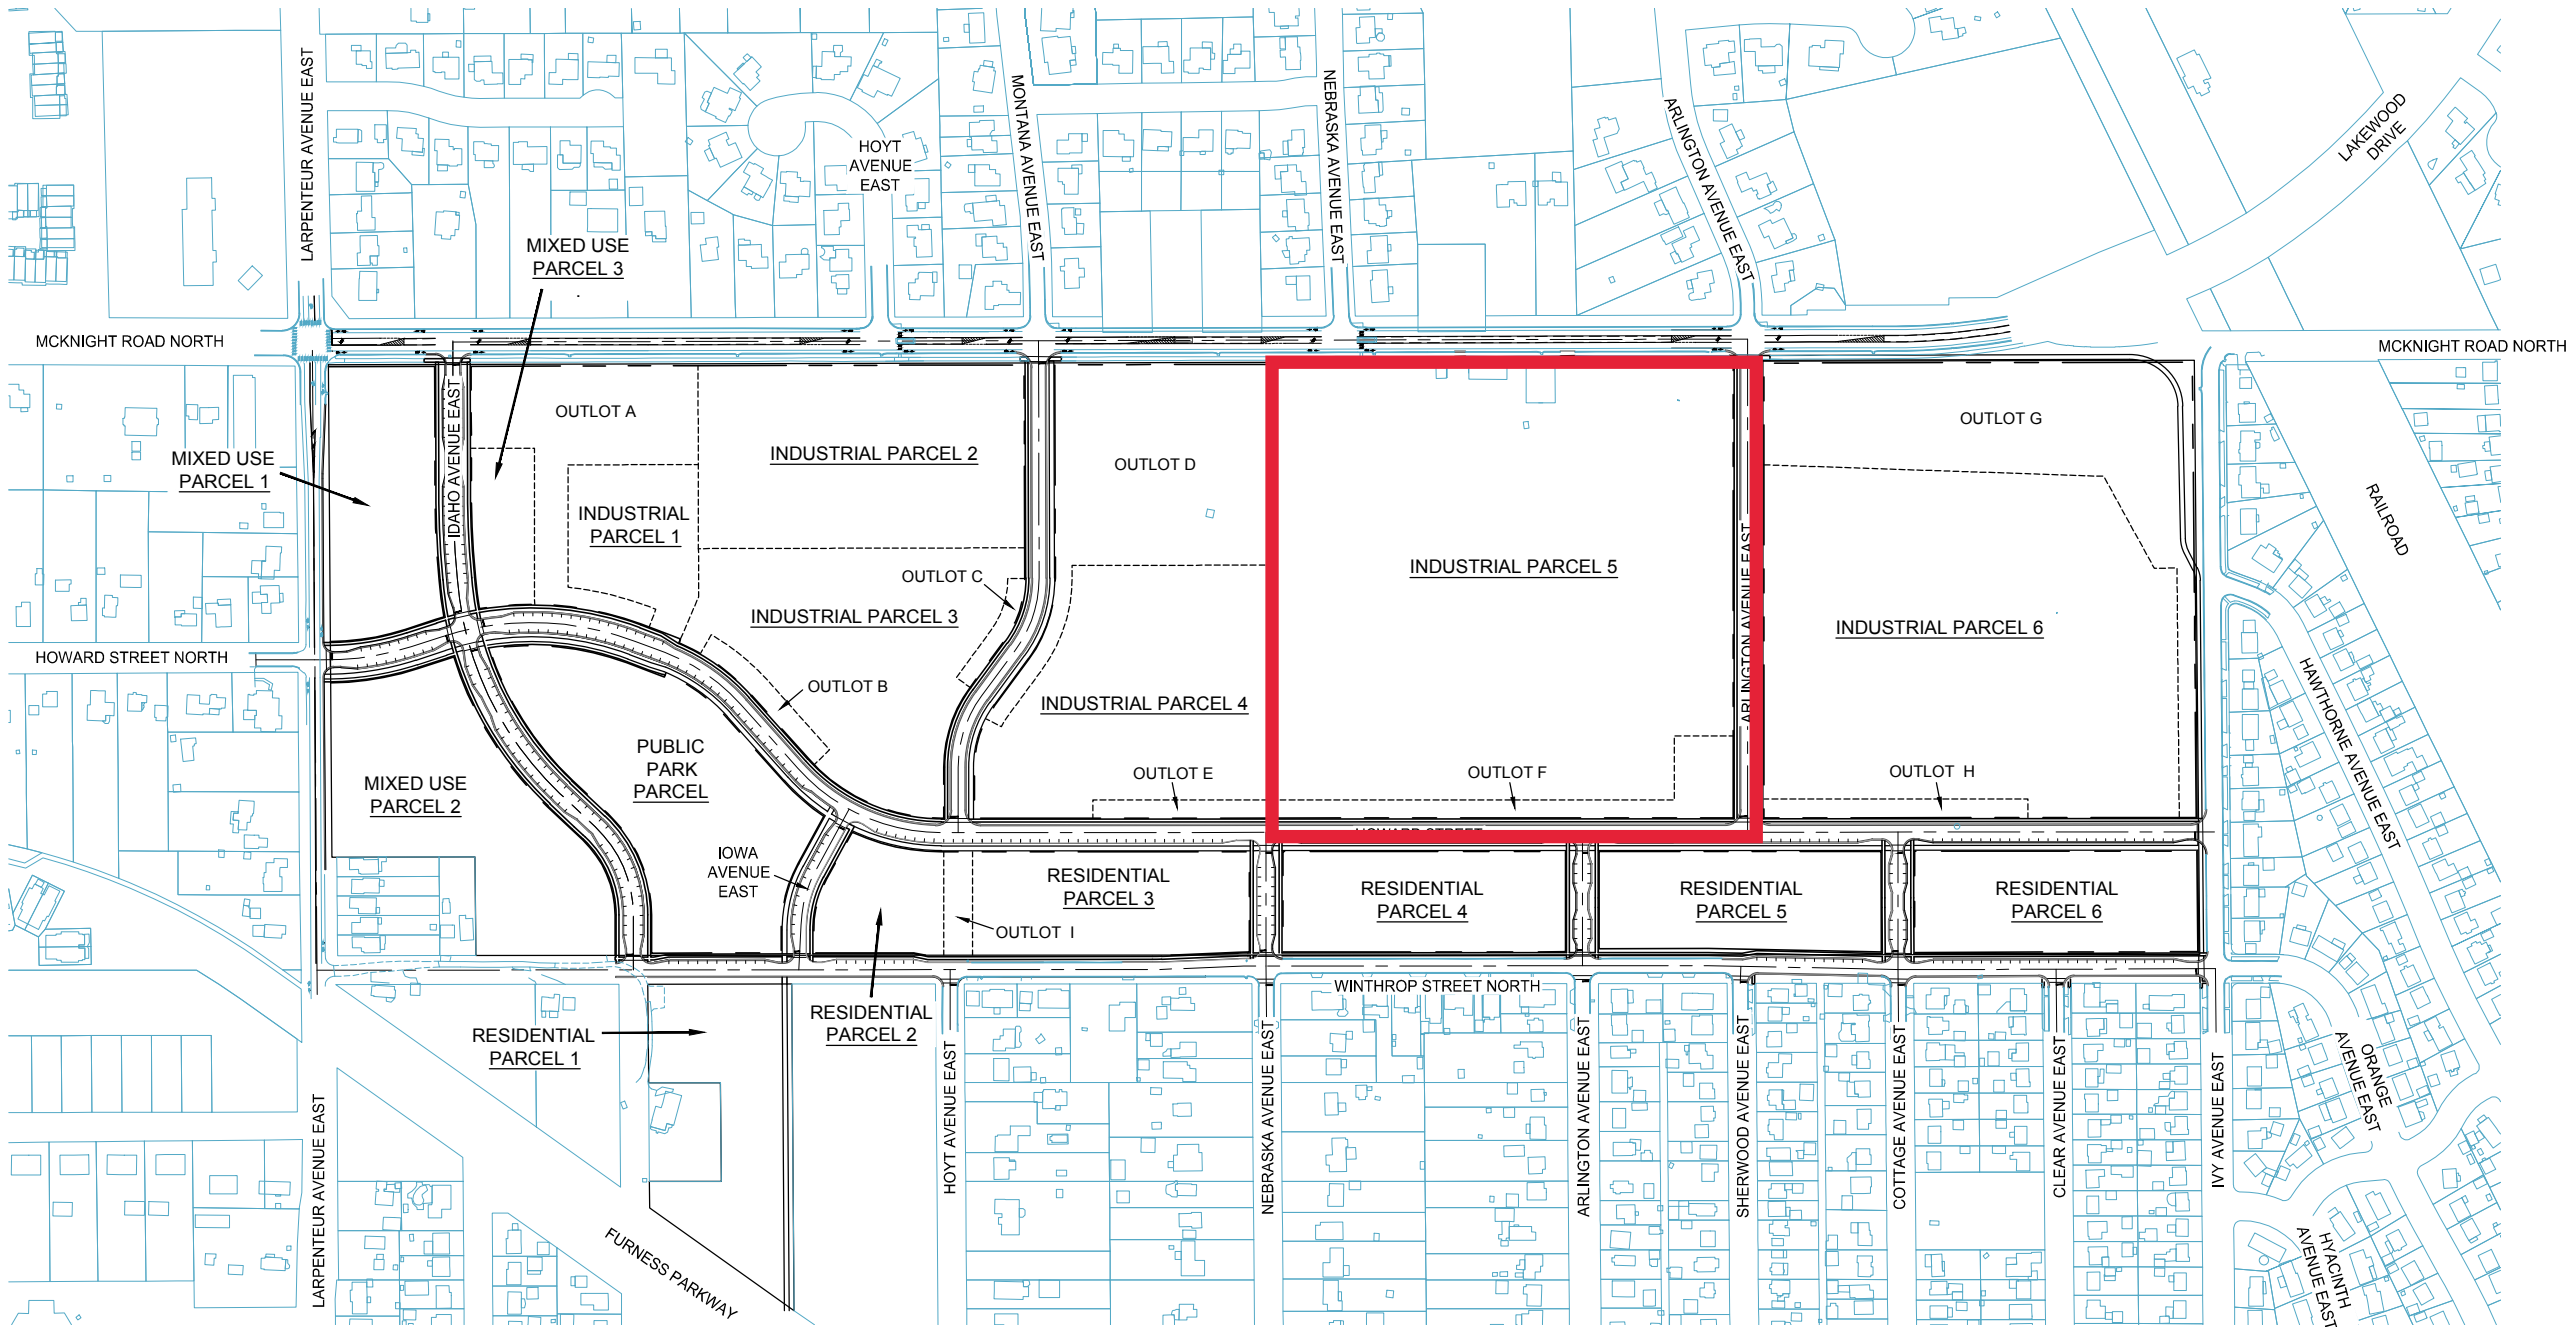 LARPENTEUR AVENUE EAST
MONTANA AVENUE EAST
NEBRASKA AVENUE EAST
ARLINGTON AVENUE EAST
LAKEWOOD
DRIVE
HOYT
AVENUE
EAST
MIXED USE
PARCEL 3
MCKNIGHT ROAD NORTH
MCKNIGHT ROAD NORTH
IDAHO AVENUE EAST
OUTLOT A
OUTLOT G
MIXED USE
PARCEL 1
INDUSTRIAL PARCEL 2
OUTLOT D
RAILROAD
INDUSTRIAL
PARCEL 1
OUTLOT C
INDUSTRIAL PARCEL 5
ARLINGTON AVENUE EAST
INDUSTRIAL PARCEL 3
INDUSTRIAL PARCEL 6
HOWARD STREET NORTH
OUTLOT B
INDUSTRIAL PARCEL 4
HAWTHORNE AVENUE EAST
PUBLIC
PARK
PARCEL
MIXED USE
PARCEL 2
OUTLOT E
OUTLOT F
OUTLOT H
HOWARD STREET
IOWA
AVENUE
EAST
RESIDENTIAL
PARCEL 3
RESIDENTIAL
PARCEL 4
RESIDENTIAL
PARCEL 5
RESIDENTIAL
PARCEL 6
OUTLOT I
WINTHROP STREET NORTH
RESIDENTIAL
PARCEL 1
RESIDENTIAL
PARCEL 2
LARPENTEUR AVENUE EAST
HOYT AVENUE EAST
NEBRASKA AVENUE EAST
ARLINGTON AVENUE EAST
SHERWOOD AVENUE EAST
COTTAGE AVENUE EAST
CLEAR AVENUE EAST
IVY AVENUE EAST
ORANGE
AVENUE EAST
FURNESS PARKWAY
HYACINTH
AVENUE EAST